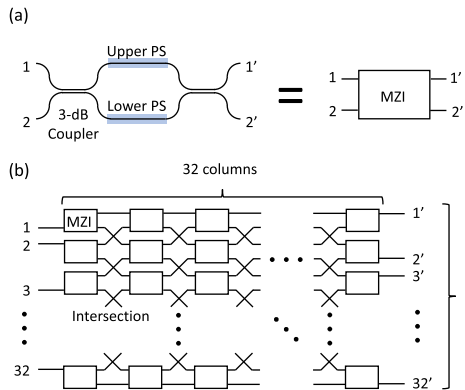 (a)
1
2
Upper PS
3-dB
Coupler
Lower PS
1′
2′
=
1
2
MZI
1′
2′
(b)
32 columns
MZI
1
2
3
32
Intersection
1′
2′
3′
32′